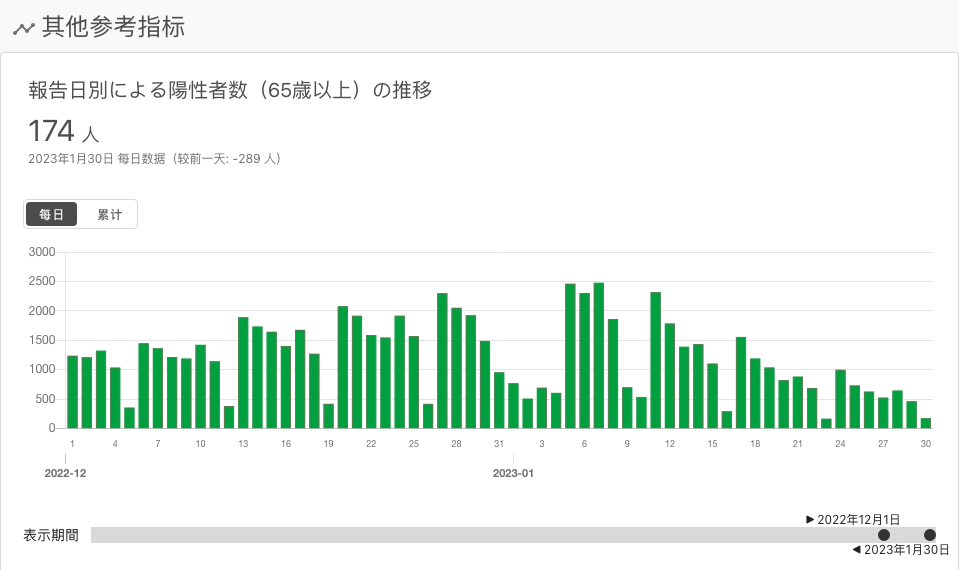 其他参考指标
報告日別による陽性者数（65歳以上）の推移
174 人
2023年1月30日 每日数据（较前一天: -289 人）
每日 累计
3000
2500
2000
1500
1000
500
0
1 4 7 10 13 16 19 22 25 28 31 3 6 9 12 15 18 21 24 27 30
2022-12 2023-01
▶ 2022年12月1日
表示期間
◀ 2023年1月30日